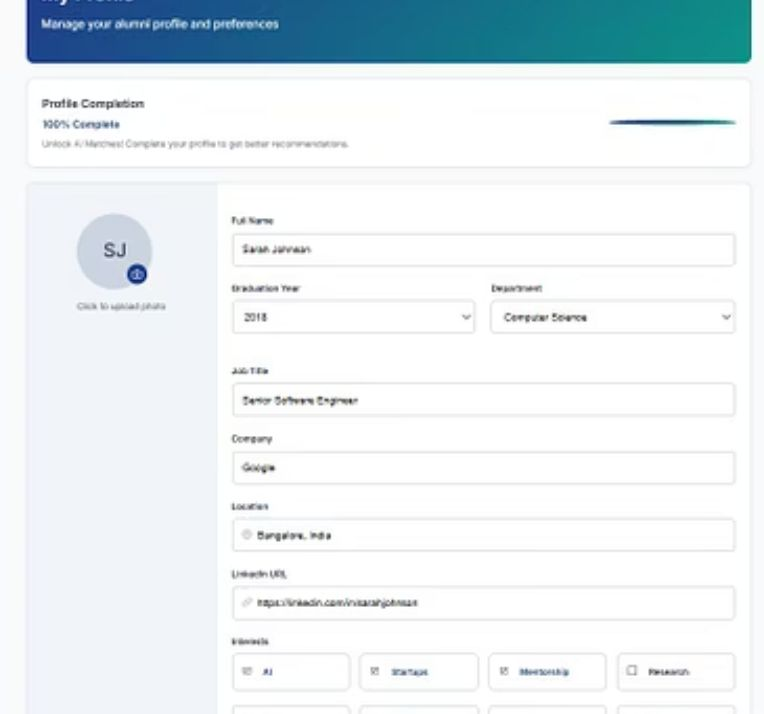 My Profile
Manage your alumni profile and preferences
Profile Completion
100% Complete
Unlock AI Matches! Complete your profile to get better recommendations.
SJ
Click to upload photo
Full Name
Sarah Johnson
Graduation Year
Department
2018
Computer Science
Job Title
Senior Software Engineer
Company
Google
Location
Bangalore, India
LinkedIn URL
https://linkedin.com/in/sarahjohnson
Interests
AI
Startups
Mentorship
Research